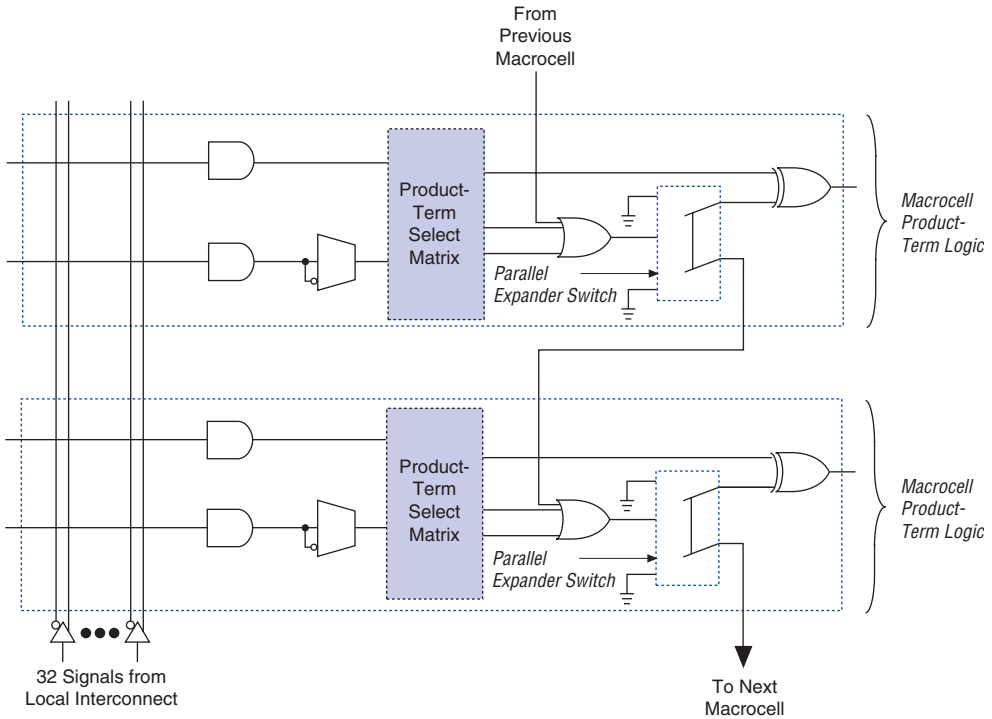 From
Previous
Macrocell
Product-
Term
Select
Matrix
Parallel
Expander Switch
Macrocell
Product-
Term Logic
Product-
Term
Select
Matrix
Parallel
Expander Switch
Macrocell
Product-
Term Logic
32 Signals from
Local Interconnect
To Next
Macrocell